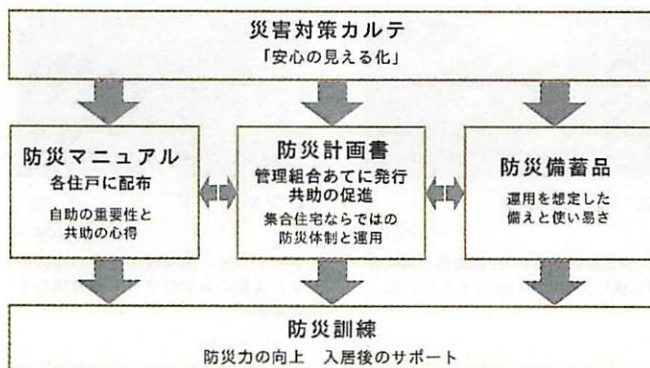 災害対策カルテ
「安心の見える化」
防災マニュアル
各住戸に配布
自助の重要性と
共助の心得
防災計画書
管理組合あてに発行
共助の促進
集合住宅ならではの
防災体制と運用
防災備蓄品
運用を想定した
備えと使い易さ
防災訓練
防災力の向上 入居後のサポート